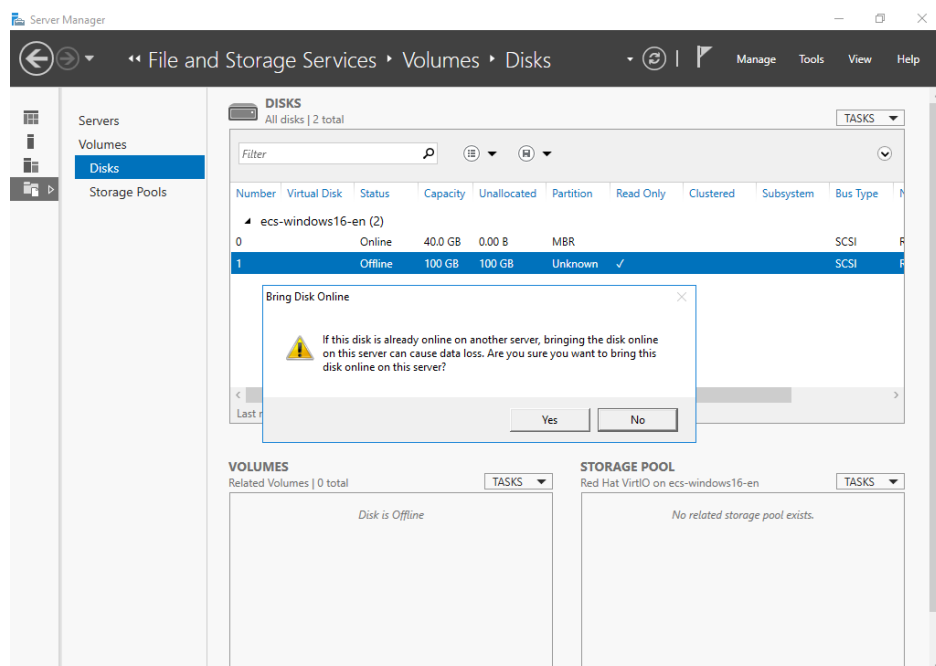 Server Manager
File and Storage Services ‣ Volumes ‣ Disks
Manage Tools View Help
Servers
Volumes
Disks
Storage Pools
DISKS
All disks | 2 total
TASKS
Filter
Number Virtual Disk Status Capacity Unallocated Partition Read Only Clustered Subsystem Bus Type
ecs-windows16-en (2)
0 Online 40.0 GB 0.00 B MBR SCSI
1 Offline 100 GB 100 GB Unknown ✓ SCSI
Bring Disk Online
If this disk is already online on another server, bringing the disk online
on this server can cause data loss. Are you sure you want to bring this
disk online on this server?
Yes No
Last
VOLUMES
Related Volumes | 0 total
TASKS
Disk is Offline
STORAGE POOL
Red Hat VirtIO on ecs-windows16-en
TASKS
No related storage pool exists.